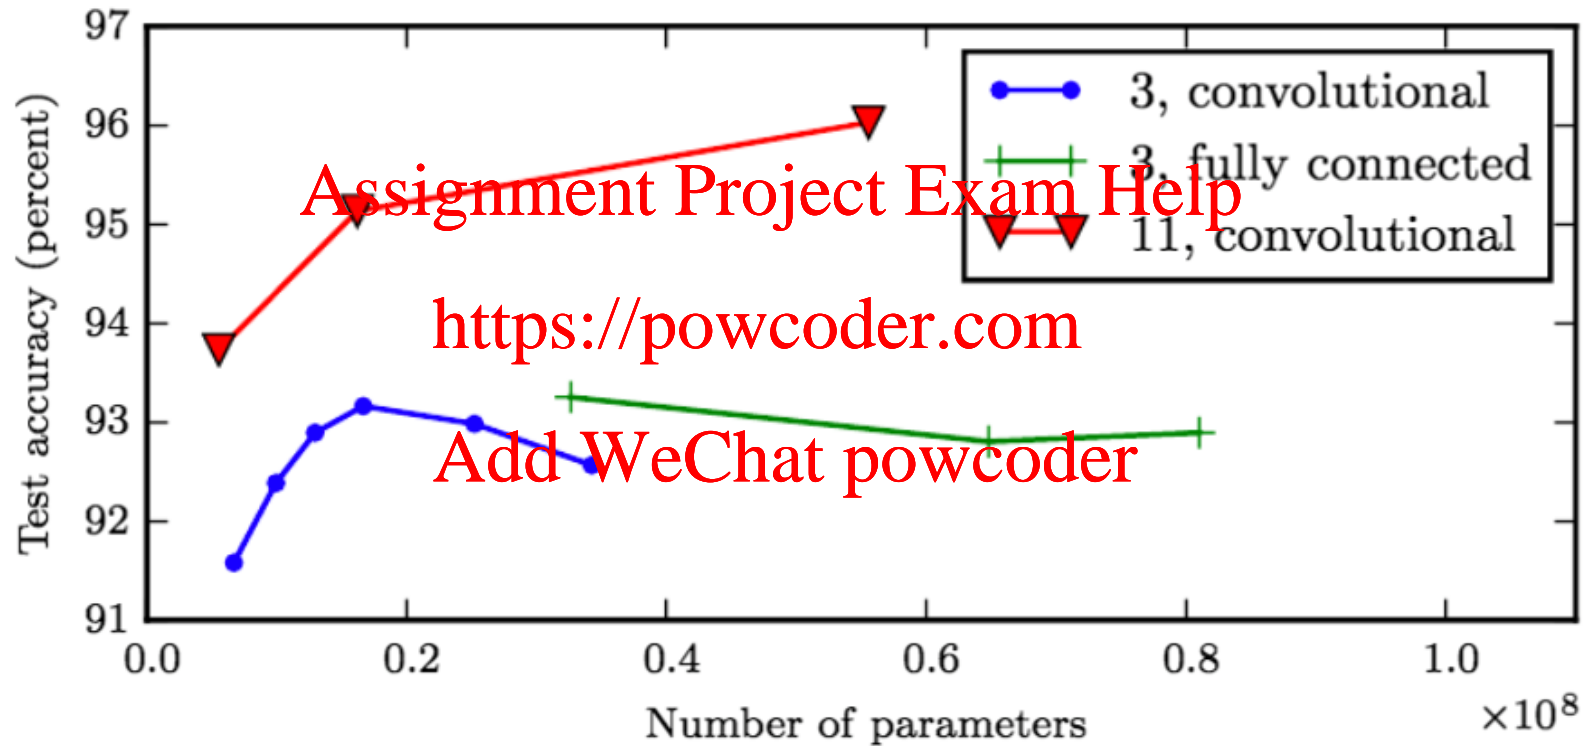 97
96
95
94
93
92
91
Test accuracy (percent)
3, convolutional
3, fully connected
11, convolutional
Assignment Project Exam Help
https://powcoder.com
Add WeChat powcoder
0.0 0.2 0.4 0.6 0.8 1.0
Number of parameters
×10⁸